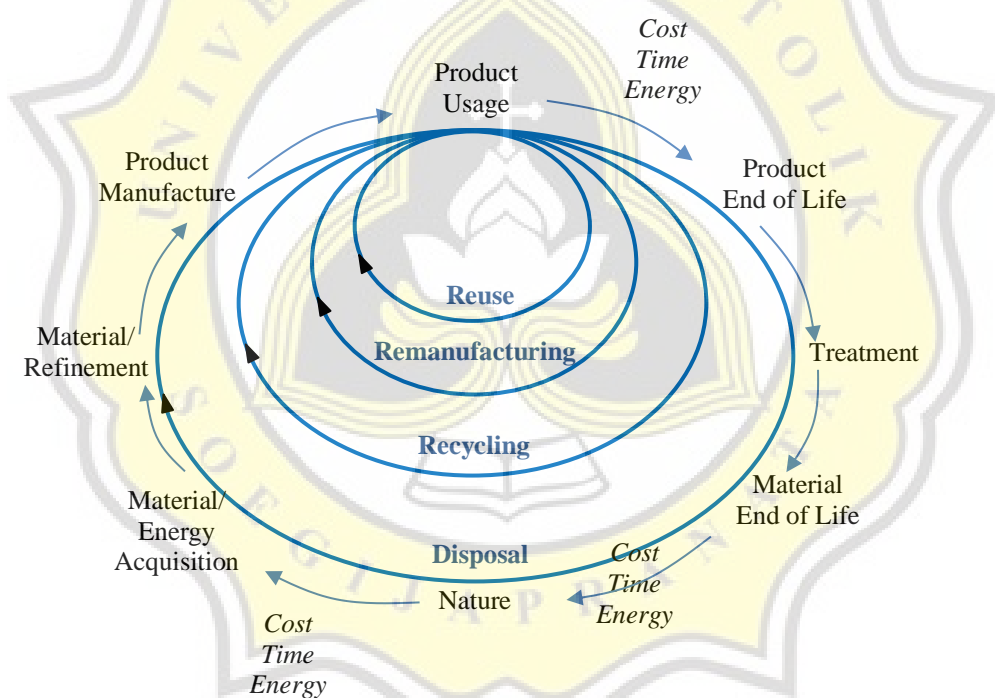 Cost
Time
Energy
Product
Usage
Product
Manufacture
Product
End of Life
Reuse
Material/
Refinement
Remanufacturing
Treatment
Recycling
Material/
Energy
Acquisition
Material
End of Life
Disposal
Nature
Cost
Time
Energy
Cost
Time
Energy
SOEGIJAPRANATA